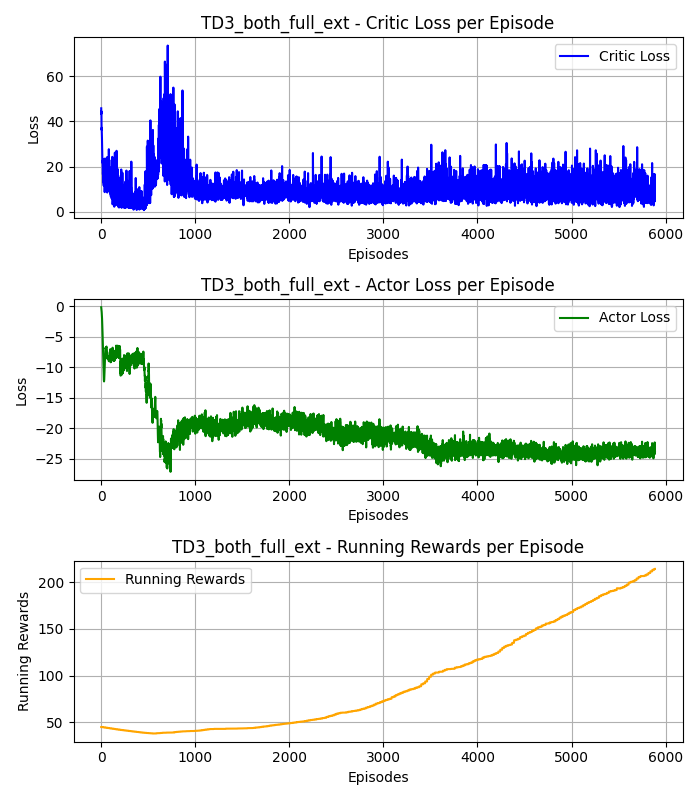 TD3_both_full_ext - Critic Loss per Episode
60
40
20
0
Loss
Critic Loss
0 1000 2000 3000 4000 5000 6000
Episodes
TD3_both_full_ext - Actor Loss per Episode
0
−5
−10
−15
−20
−25
Loss
Actor Loss
0 1000 2000 3000 4000 5000 6000
Episodes
TD3_both_full_ext - Running Rewards per Episode
200
150
100
50
Running Rewards
Running Rewards
0 1000 2000 3000 4000 5000 6000
Episodes